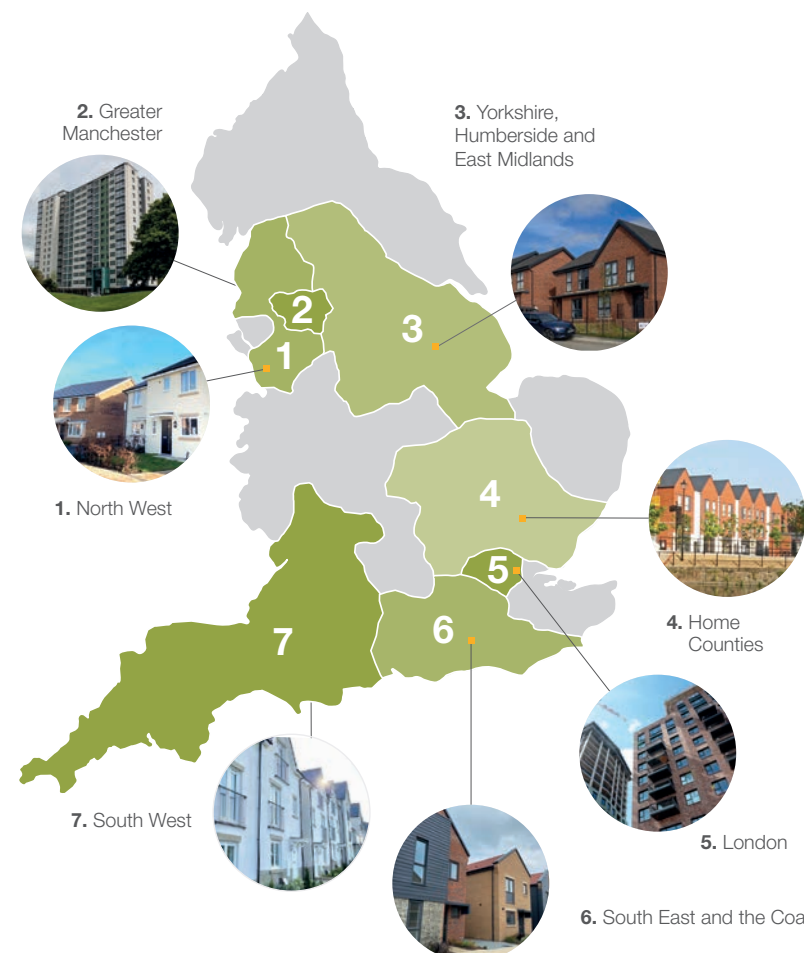 2. Greater
Manchester
3. Yorkshire,
Humberside and
East Midlands
2
3
1
1. North West
4
5
4. Home
Counties
6
7
7. South West
5. London
6. South East and the Coa